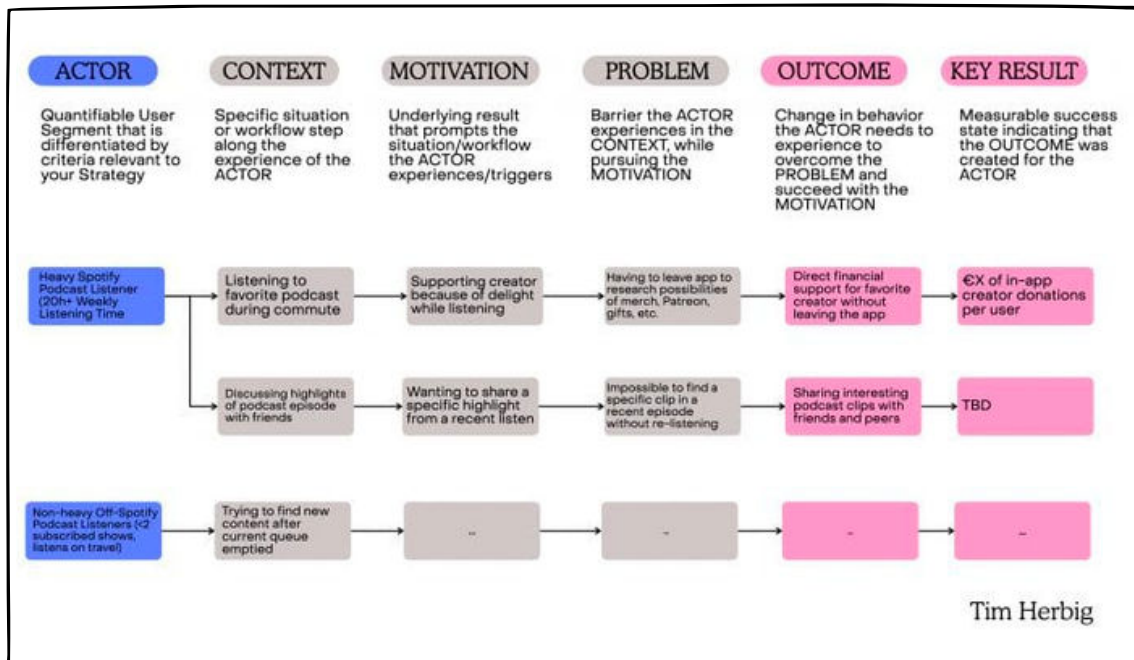 ACTOR
CONTEXT
MOTIVATION
PROBLEM
OUTCOME
KEY RESULT
Quantifiable User
Segment that is
differentiated by
criteria relevant to
your Strategy
Specific situation
or workflow step
along the
experience of the
ACTOR
Underlying result
that prompts the
situation/workflow
the ACTOR
experiences/triggers
Barrier the ACTOR
experiences in the
CONTEXT, while
pursuing the
MOTIVATION
Change in behavior
the ACTOR needs to
experience to
overcome the
PROBLEM and
succeed with the
MOTIVATION
Measurable success
state indicating that
the OUTCOME was
created for the
ACTOR
Heavy Spotify
Podcast Listener
(20h+ Weekly
Listening Time
Listening to
favorite podcast
during commute
Supporting creator
because of delight
while listening
Having to leave app to
research possibilities
of merch, Patreon,
gifts, etc.
Direct financial
support for favorite
creator without
leaving the app
€X of in-app
creator donations
per user
Discussing highlights
of podcast episode
with friends
Wanting to share a
specific highlight
from a recent listen
Impossible to find a
specific clip in a
recent episode
without re-listening
Sharing interesting
podcast clips with
friends and peers
TBD
Non-heavy Off-Spotify
Podcast Listeners (<2
subscribed shows,
listens on travel)
Trying to find new
content after
current queue
emptied
..
-
-
..
Tim Herbig